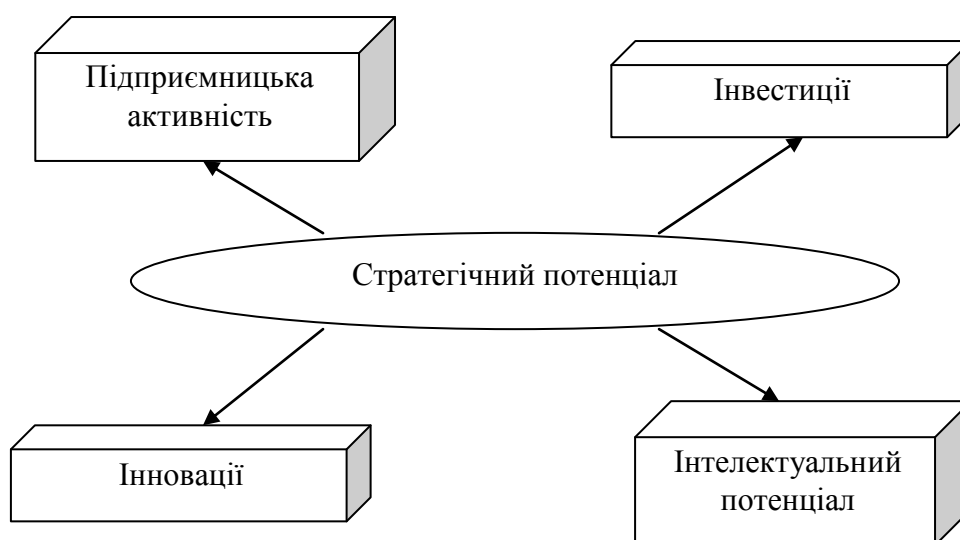 Підприємницька
активність
Інвестиції
Стратегічний потенціал
Інновації
Інтелектуальний
потенціал